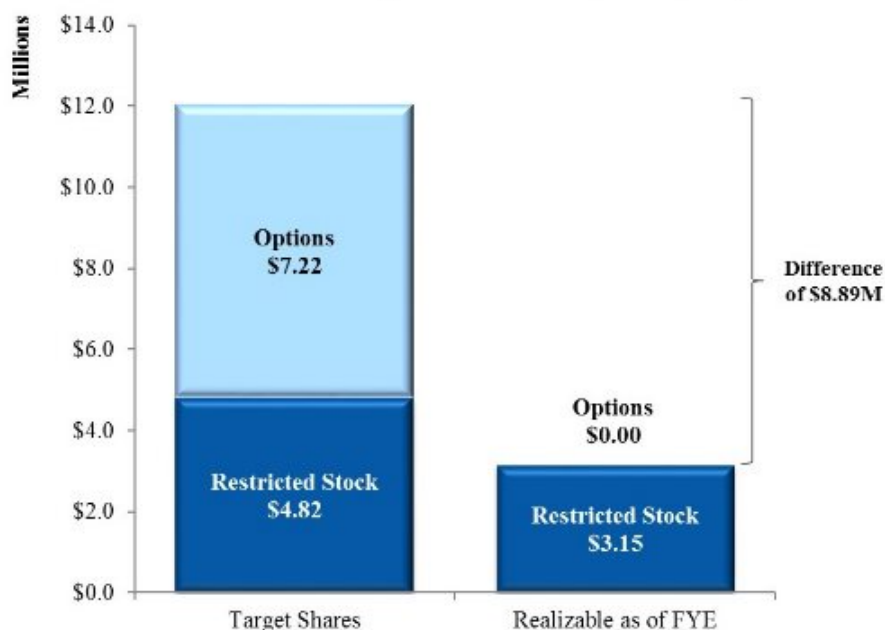 Millions
$14.0
$12.0
$10.0
$8.0
$6.0
$4.0
$2.0
$0.0
Options
$7.22
Restricted Stock
$4.82
Options
$0.00
Restricted Stock
$3.15
Difference
of $8.89M
Target Shares
Realizable as of FYE